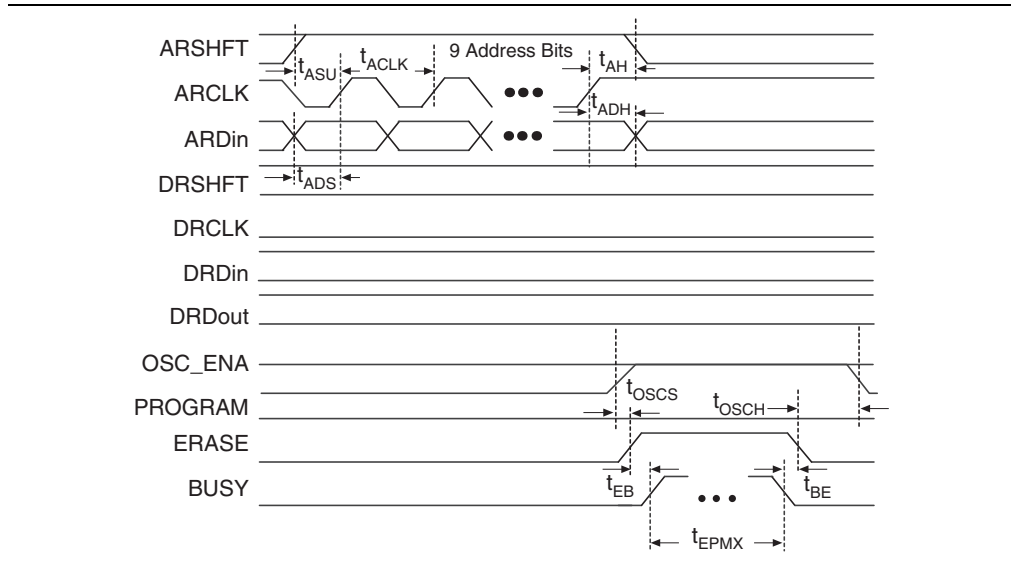 ARSHFT
9 Address Bits
tASU
tACLK
tAH
ARCLK
tADH
ARDin
DRSHFT
tADS
DRCLK
DRDin
DRDout
OSC_ENA
tOSCS
tOSCH
PROGRAM
ERASE
tEB
tBE
BUSY
tEPMX